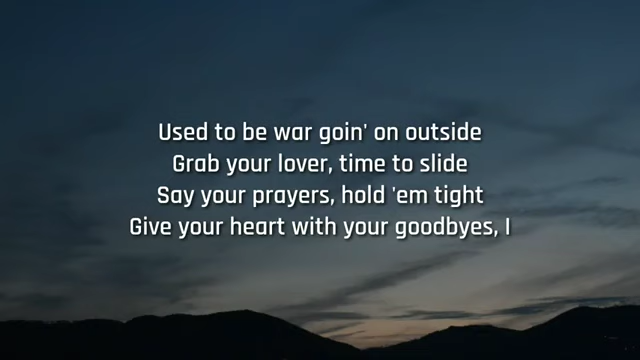 Used to be war goin' on outside
Grab your lover, time to slide
Say your prayers, hold 'em tight
Give your heart with your goodbyes, I